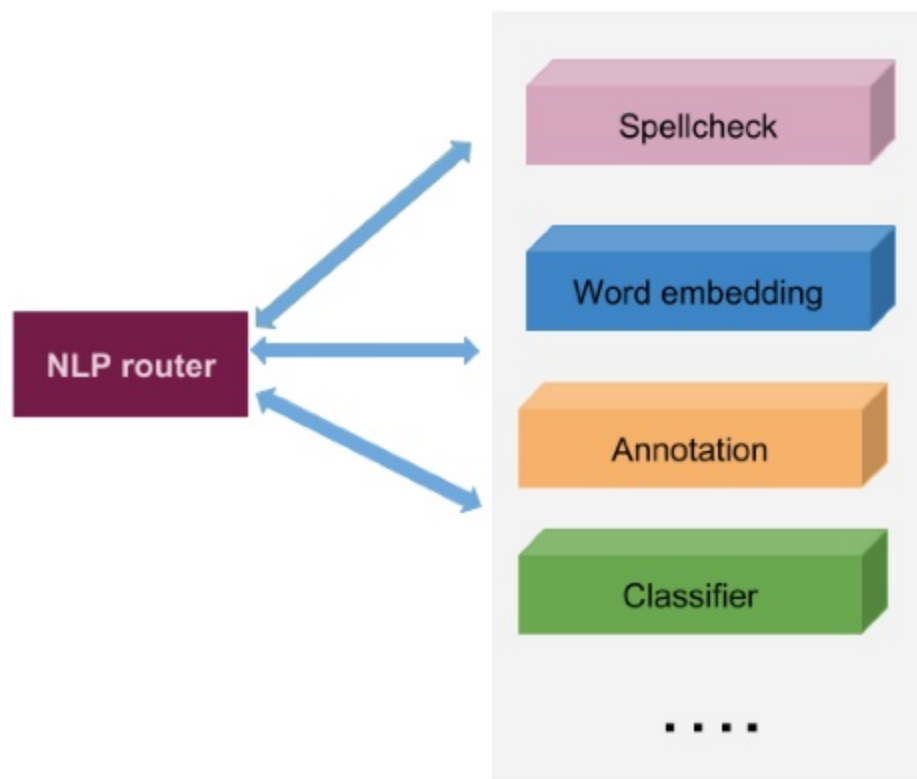 Spellcheck
Word embedding
NLP router
Annotation
Classifier
....